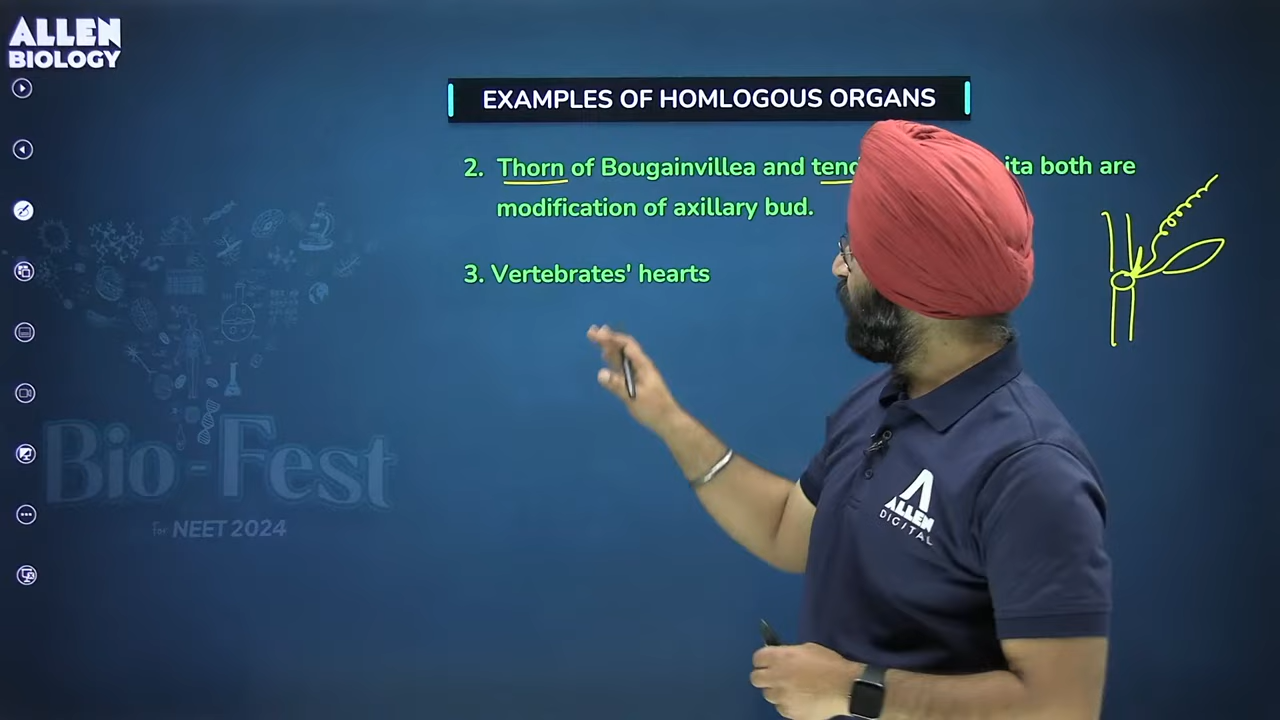 ALLEN
BIOLOGY
EXAMPLES OF HOMLOGOUS ORGANS
2. Thorn of Bougainvillea and both are
modification of axillary bud.
3. Vertebrates' hearts
Bio-Fest
For NEET 2024
ALLEN
DIGITAL